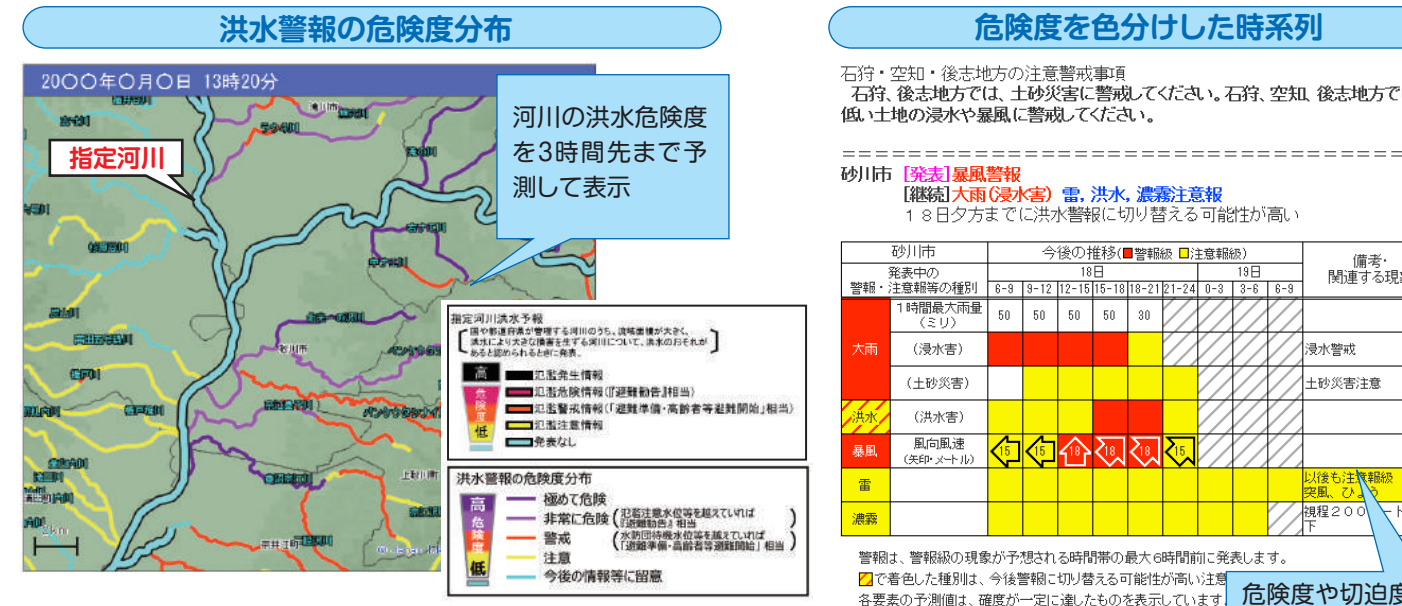 洪水警報の危険度分布
20〇〇年〇月〇日 13時20分
指定河川
河川の洪水危険度
を3時間先まで予
測して表示
滝川市
砂川市
上砂川町
奈井江町
2km
指定河川洪水予報
国や都道府県が管理する河川のうち、流域面積が大きく、
洪水により大きな損害を生ずる河川について、洪水のおそれが
あると認められるときに発表。
高
危険度
低
氾濫発生情報
氾濫危険情報(『避難勧告』相当)
氾濫警戒情報(「避難準備・高齢者等避難開始」相当)
氾濫注意情報
発表なし
洪水警報の危険度分布
高
危険度
低
極めて危険
非常に危険(氾濫注意水位等を越えていれば
『避難勧告』相当)
警戒(水防団待機水位等を越えていれば
「避難準備・高齢者等避難開始」相当)
注意
今後の情報等に留意
危険度を色分けした時系列
石狩・空知・後志地方の注意警戒事項
石狩、後志地方では、土砂災害に警戒してください。石狩、空知、後志地方で
低い土地の浸水や暴風に警戒してください。
==================================
砂川市 [発表]暴風警報
[継続]大雨(浸水害) 雷,洪水,濃霧注意報
18日夕方までに洪水警報に切り替える可能性が高い
砂川市 今後の推移(■警報級 □注意報級) 備考・
発表中の 18日 19日 関連する現
警報・注意報等の種別 6-9 9-12 12-15 15-18 18-21 21-24 0-3 3-6 6-9
大雨 1時間最大雨量
(ミリ) 50 50 50 50 30
(浸水害) 浸水警戒
(土砂災害) 土砂災害注意
洪水 (洪水害)
暴風 風向風速
(矢印・メートル) 15 15 18 18 18 15
雷 以後も注意報級
突風、ひょう
濃霧 視程200 ート
下
警報は、警報級の現象が予想される時間帯の最大6時間前に発表します。
で着色した種別は、今後警報に切り替える可能性が高い注意
各要素の予測値は、確度が一定に達したものを表示しています
危険度や切迫度